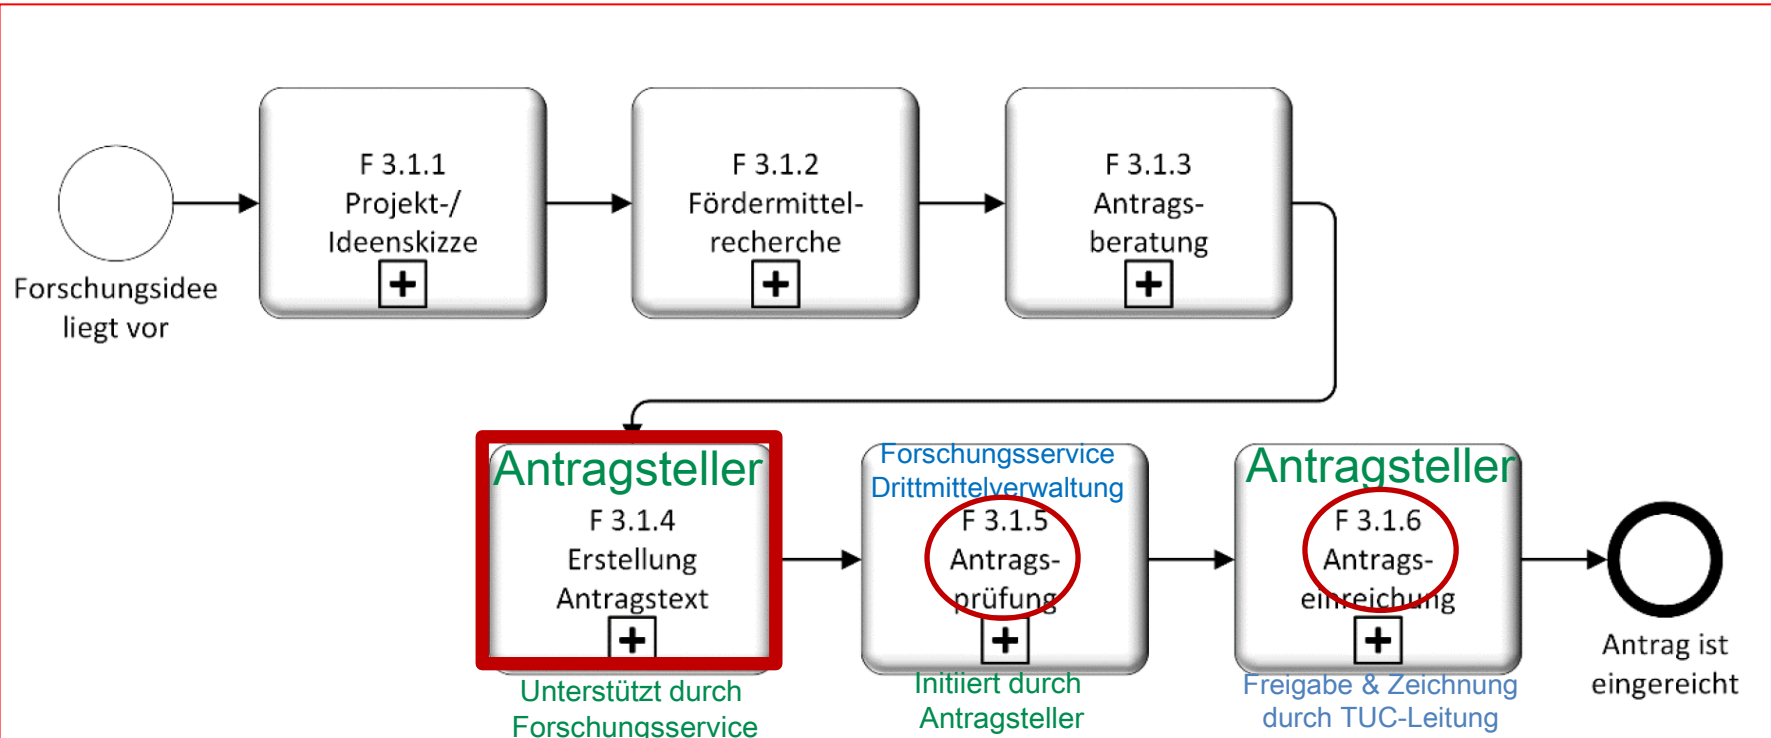 F 3.1.1
Projekt-/
Ideenskizze
F 3.1.2
Fördermittel-
recherche
F 3.1.3
Antrags-
beratung
Forschungsidee
liegt vor
Antragsteller
F 3.1.4
Erstellung
Antragstext
Unterstützt durch
Forschungsservice
Forschungsservice
Drittmittelverwaltung
F 3.1.5
Antrags-
prüfung
Initiiert durch
Antragsteller
Antragsteller
F 3.1.6
Antrags-
einreichung
Freigabe & Zeichnung
durch TUC-Leitung
Antrag ist
eingereicht